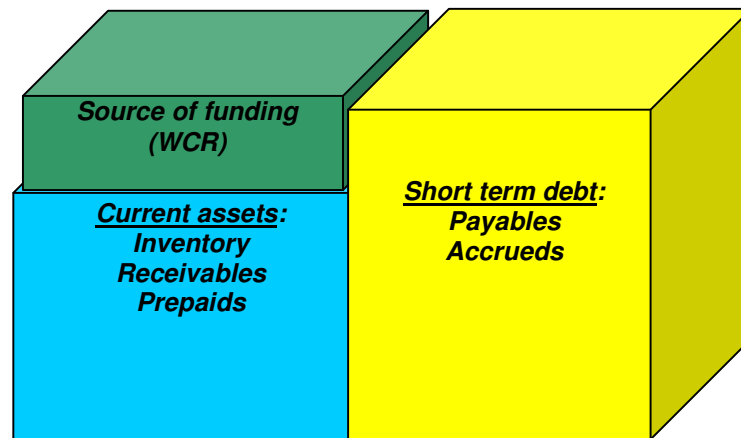 Source of funding
(WCR)
Current assets:
Inventory
Receivables
Prepaids
Short term debt:
Payables
Accrueds